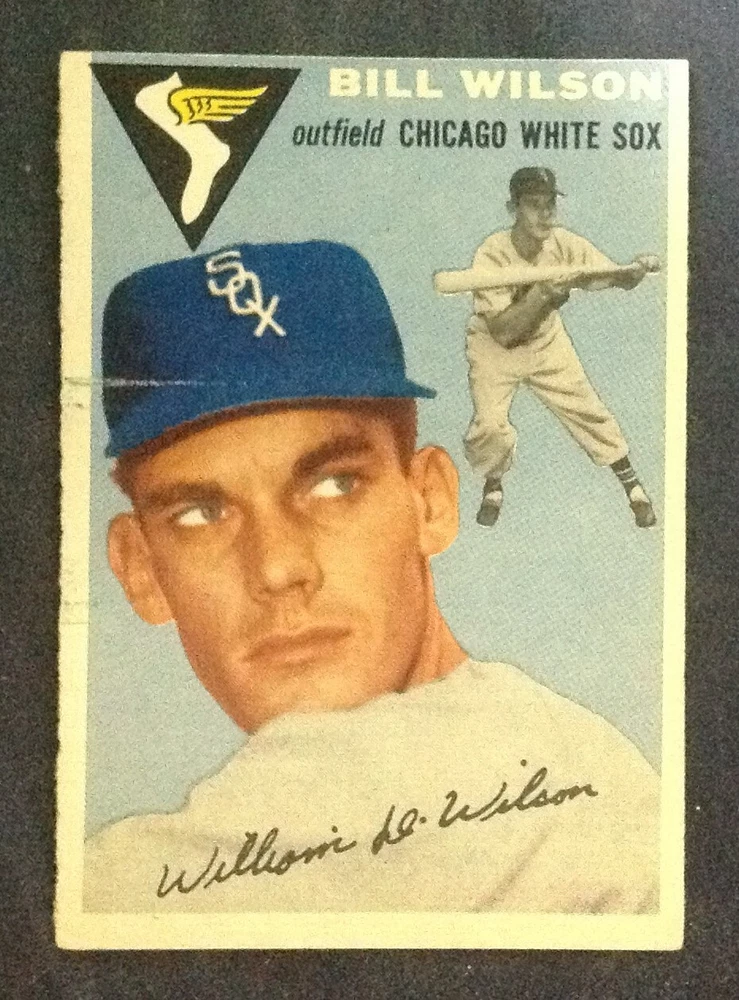 BILL WILSON
outfield CHICAGO WHITE SOX
SOX
William D. Wilson